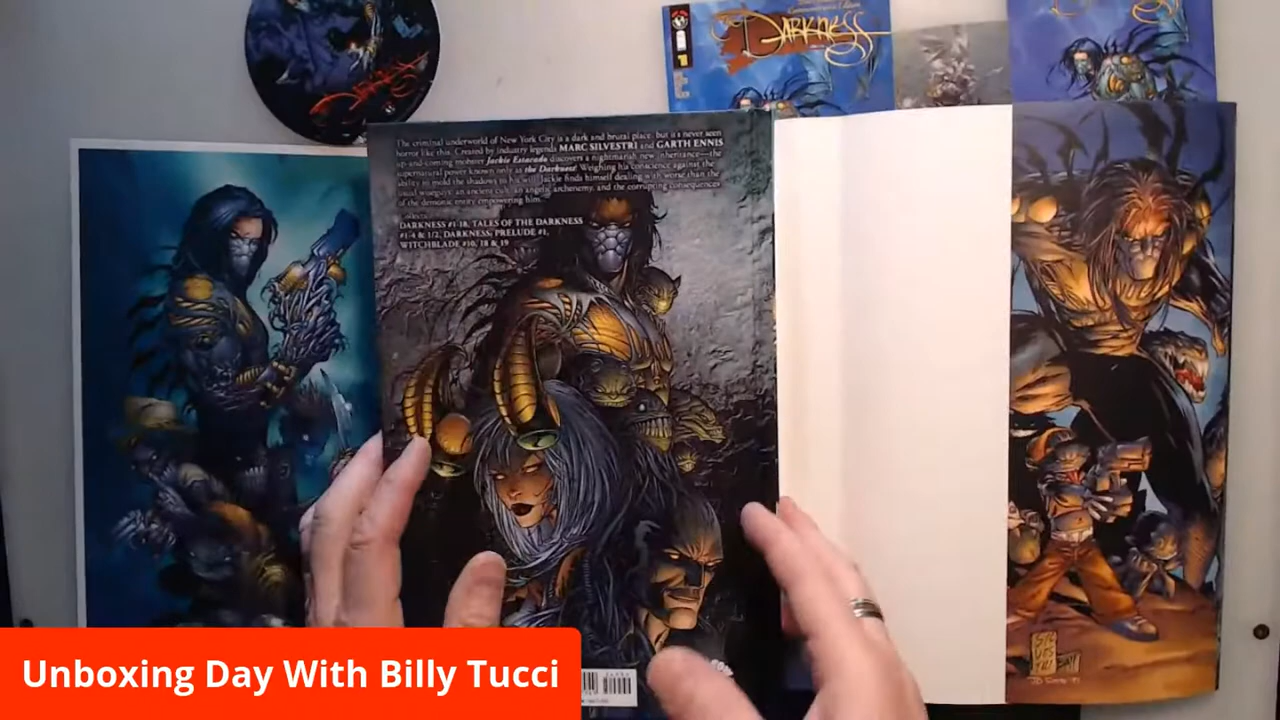 DARKNESS
1
The criminal underworld of New York City is a dark and brutal place, but it's never seen
horror like this. Created by industry legends MARC SILVESTRI and GARTH ENNIS
up-and-coming mobster Jackie Estacado discovers a nightmarish new inheritance—the
supernatural power known only as the Darkness! Weighing his conscience against the
ability to mold the shadows to his will, Jackie finds himself dealing with worse than the
usual wiseguys: an ancient cult, an angelic archenemy, and the corrupting consequences
of the demonic entity empowering him.
Collects
DARKNESS #1-18, TALES OF THE DARKNESS
#1-4 & 1/2, DARKNESS: PRELUDE #1,
WITCHBLADE #10, 18 & 19
Unboxing Day With Billy Tucci